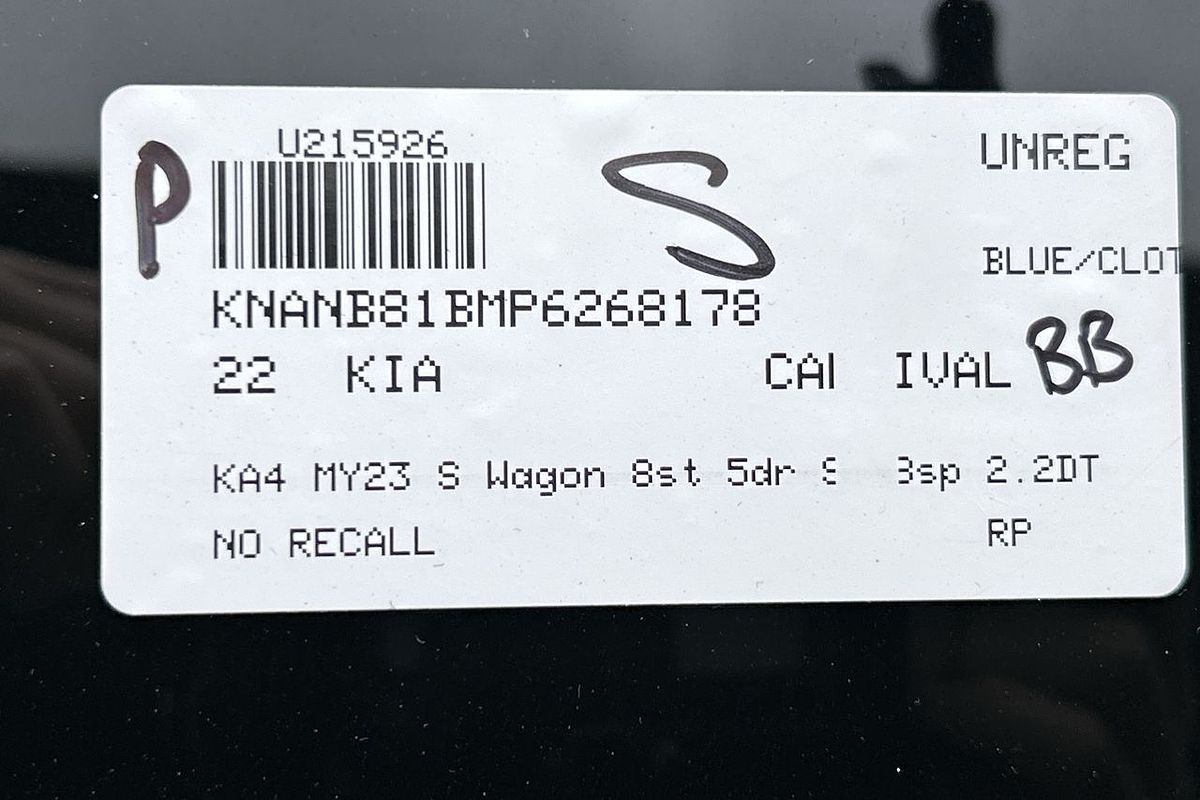 P
U215926
S
UNREG
BLUE/CLOT
KNANB81BMP6268178
22 KIA CAI IVAL BB
KA4 MY23 S Wagon 8st 5dr 2.2DT
NO RECALL RP